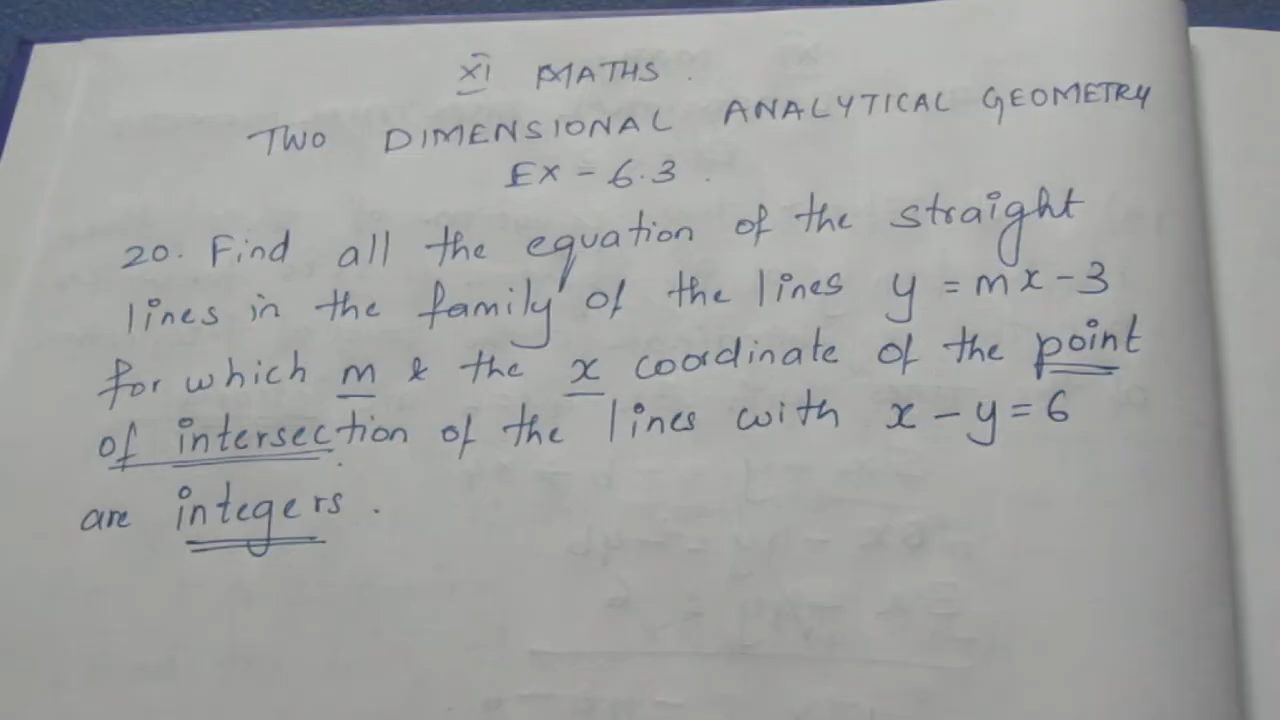 XI MATHS.
TWO DIMENSIONAL ANALYTICAL GEOMETRY
EX - 6.3.
20. Find all the equation of the straight
lines in the family of the lines y = mx - 3
for which m & the x coordinate of the point
of intersection of the lines with x - y = 6
are integers.